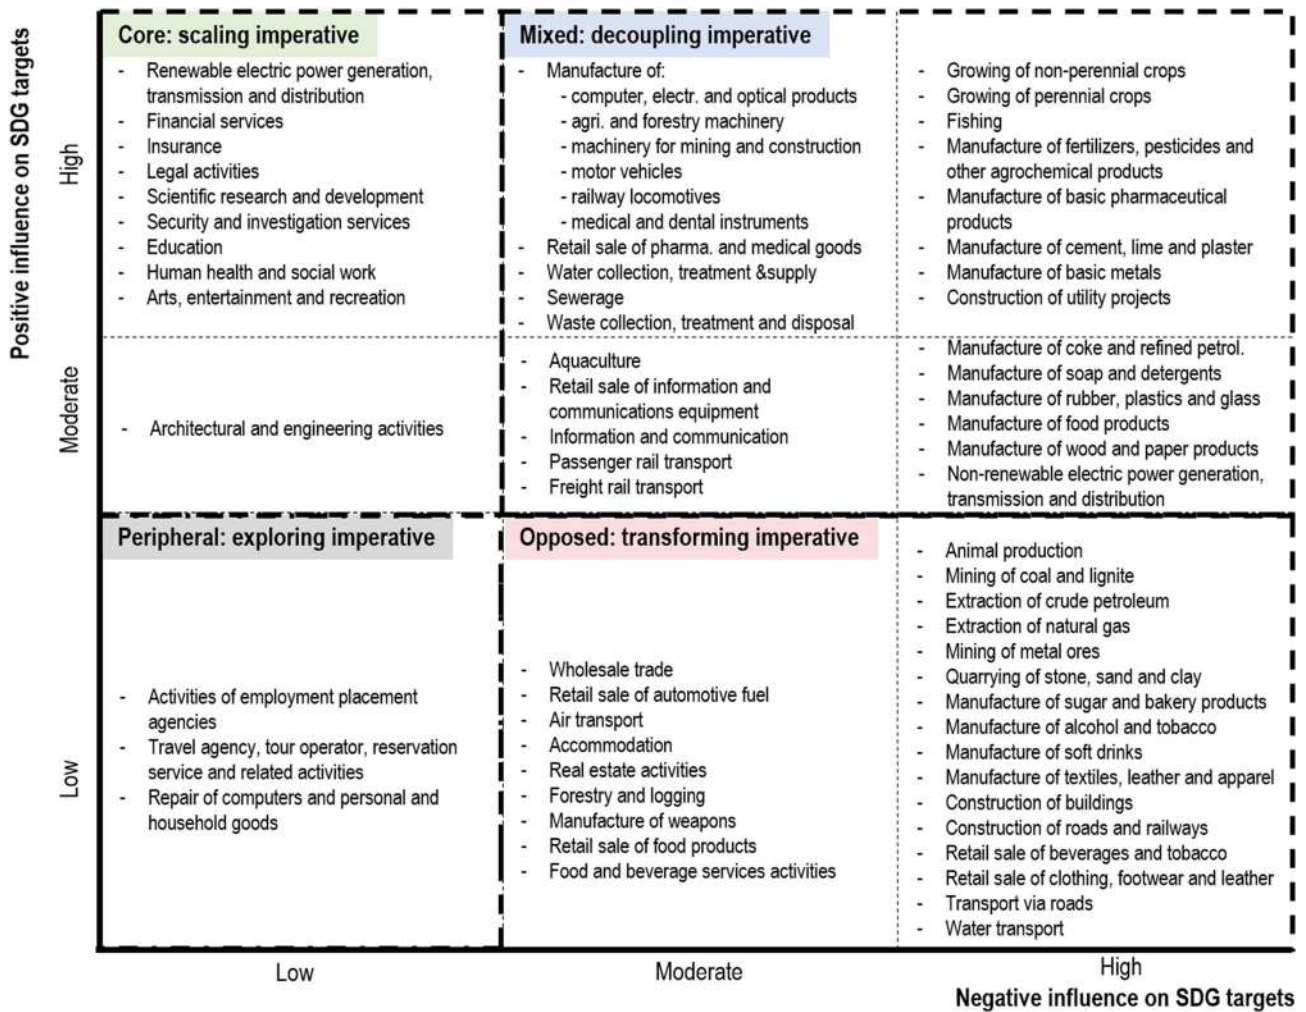 Positive influence on SDG targets
High
Moderate
Low
Core: scaling imperative
- Renewable electric power generation,
transmission and distribution
- Financial services
- Insurance
- Legal activities
- Scientific research and development
- Security and investigation services
- Education
- Human health and social work
- Arts, entertainment and recreation
Mixed: decoupling imperative
- Manufacture of:
- computer, electr. and optical products
- agri. and forestry machinery
- machinery for mining and construction
- motor vehicles
- railway locomotives
- medical and dental instruments
- Retail sale of pharma. and medical goods
- Water collection, treatment &supply
- Sewerage
- Waste collection, treatment and disposal
- Growing of non-perennial crops
- Growing of perennial crops
- Fishing
- Manufacture of fertilizers, pesticides and
other agrochemical products
- Manufacture of basic pharmaceutical
products
- Manufacture of cement, lime and plaster
- Manufacture of basic metals
- Construction of utility projects
- Architectural and engineering activities
- Aquaculture
- Retail sale of information and
communications equipment
- Information and communication
- Passenger rail transport
- Freight rail transport
- Manufacture of coke and refined petrol.
- Manufacture of soap and detergents
- Manufacture of rubber, plastics and glass
- Manufacture of food products
- Manufacture of wood and paper products
- Non-renewable electric power generation,
transmission and distribution
Peripheral: exploring imperative
- Activities of employment placement
agencies
- Travel agency, tour operator, reservation
service and related activities
- Repair of computers and personal and
household goods
Opposed: transforming imperative
- Wholesale trade
- Retail sale of automotive fuel
- Air transport
- Accommodation
- Real estate activities
- Forestry and logging
- Manufacture of weapons
- Retail sale of food products
- Food and beverage services activities
- Animal production
- Mining of coal and lignite
- Extraction of crude petroleum
- Extraction of natural gas
- Mining of metal ores
- Quarrying of stone, sand and clay
- Manufacture of sugar and bakery products
- Manufacture of alcohol and tobacco
- Manufacture of soft drinks
- Manufacture of textiles, leather and apparel
- Construction of buildings
- Construction of roads and railways
- Retail sale of beverages and tobacco
- Retail sale of clothing, footwear and leather
- Transport via roads
- Water transport
Low
Moderate
High
Negative influence on SDG targets